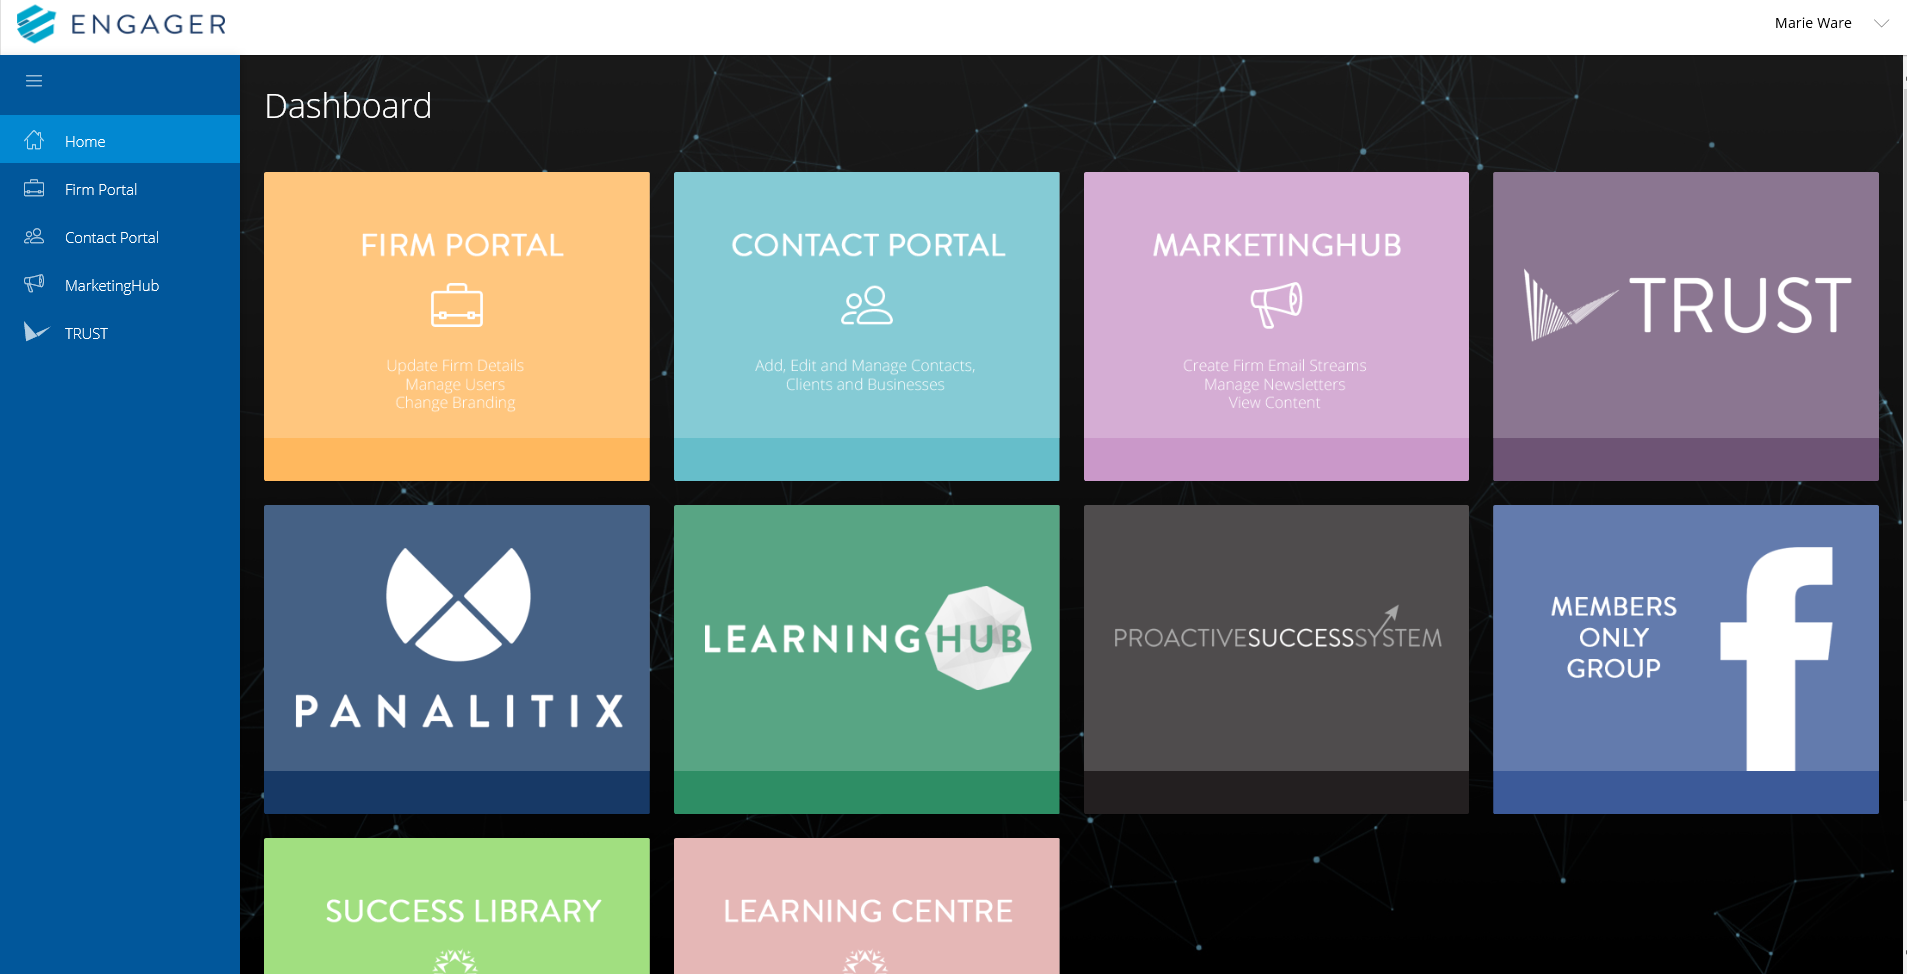 ENGAGER
Marie Ware
Dashboard
Home
Firm Portal
Contact Portal
MarketingHub
TRUST
FIRM PORTAL
Update Firm Details
Manage Users
Change Branding
CONTACT PORTAL
Add, Edit and Manage Contacts,
Clients and Businesses
MARKETINGHUB
Create Firm Email Streams
Manage Newsletters
View Content
TRUST
PANALITIX
LEARNINGHUB
PROACTIVESUCCESSSYSTEM
MEMBERS
ONLY
GROUP
SUCCESS LIBRARY
LEARNING CENTRE